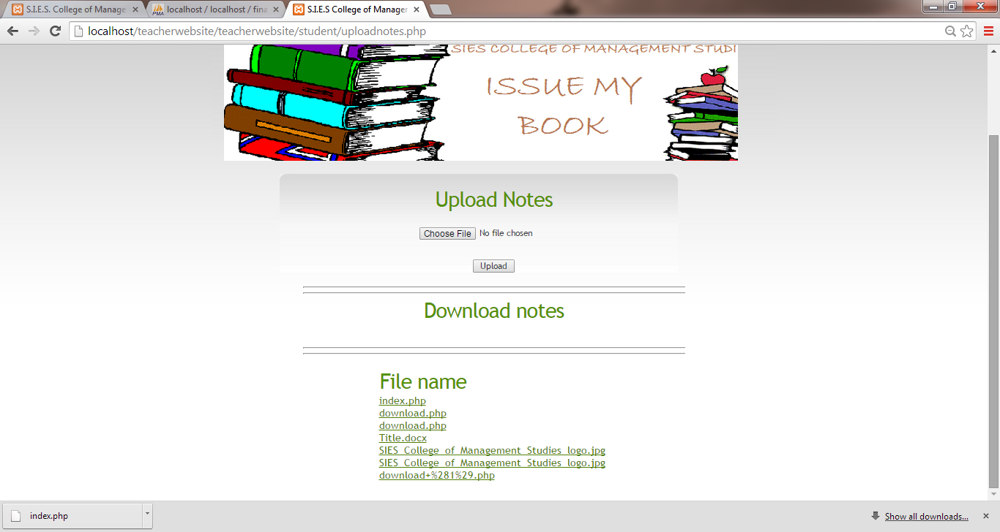 S.I.E.S. College of Manage
localhost / localhost / fina
S.I.E.S College of Manager
localhost/teacherwebsite/teacherwebsite/student/uploadnotes.php
SIES COLLEGE OF MANAGEMENT STUDI
ISSUE MY
BOOK
Upload Notes
Choose File No file chosen
Upload
Download notes
File name
index.php
download.php
download.php
Title.docx
SIES_College_of_Management_Studies_logo.jpg
SIES_College_of_Management_Studies_logo.jpg
download+%281%29.php
index.php
Show all downloads...